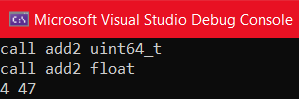 Microsoft Visual Studio Debug Console
call add2 uint64_t
call add2 float
4 47